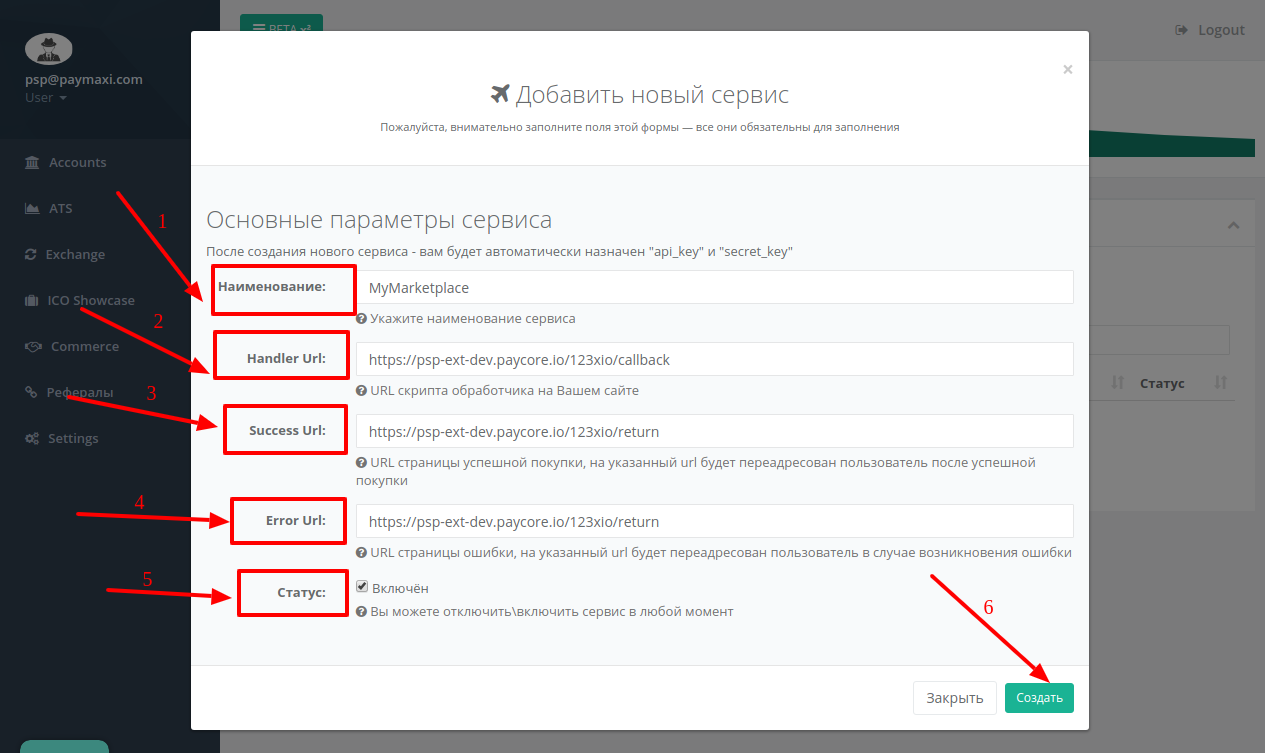 BETA v²
Logout
psp@paymaxi.com
User
Accounts
ATS
Exchange
ICO Showcase
Commerce
Рефералы
Settings
×
Добавить новый сервис
Пожалуйста, внимательно заполните поля этой формы — все они обязательны для заполнения
Основные параметры сервиса
После создания нового сервиса - вам будет автоматически назначен "api_key" и "secret_key"
1
Наименование: MyMarketplace
Укажите наименование сервиса
2
Handler Url: https://psp-ext-dev.paycore.io/123xio/callback
URL скрипта обработчика на Вашем сайте
3
Success Url: https://psp-ext-dev.paycore.io/123xio/return
URL страницы успешной покупки, на указанный url будет переадресован пользователь после успешной
покупки
4
Error Url: https://psp-ext-dev.paycore.io/123xio/return
URL страницы ошибки, на указанный url будет переадресован пользователь в случае возникновения ошибки
5
Статус: Включён
Вы можете отключить\включить сервис в любой момент
6
Закрыть Создать
Статус